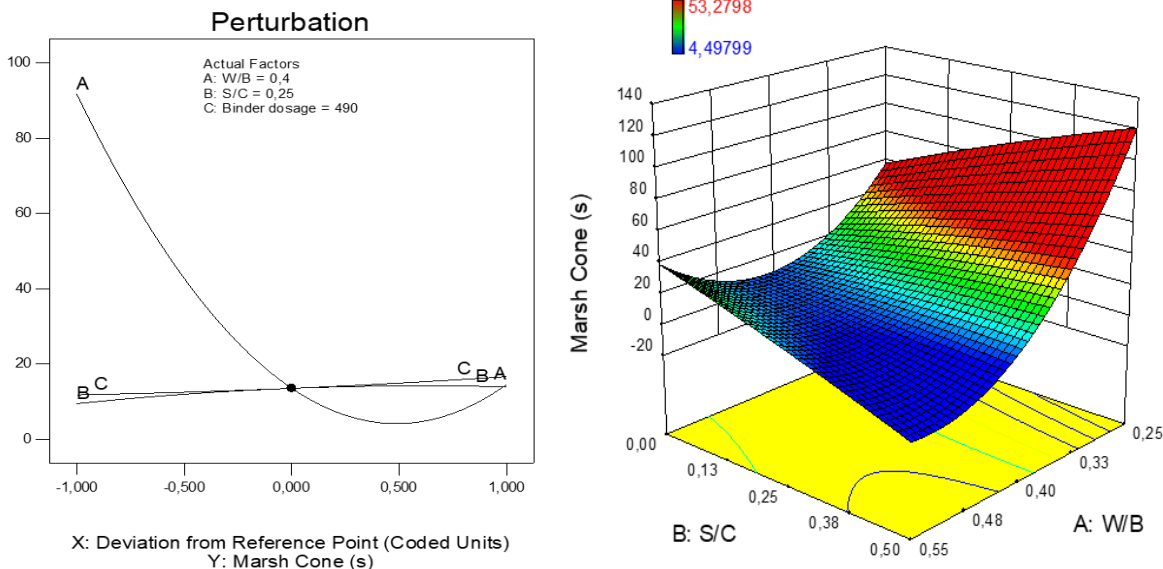 Perturbation
100
80
60
40
20
0
A
Actual Factors
A: W/B = 0,4
B: S/C = 0,25
C: Binder dosage = 490
B
C
C
B
A
-1,000
-0,500
0,000
0,500
1,000
X: Deviation from Reference Point (Coded Units)
Y: Marsh Cone (s)
53,2798
4,49799
140
120
100
80
60
40
20
0
-20
Marsh Cone (s)
0,00
0,13
0,25
0,38
0,50
B: S/C
0,55
0,48
0,40
0,33
0,25
A: W/B